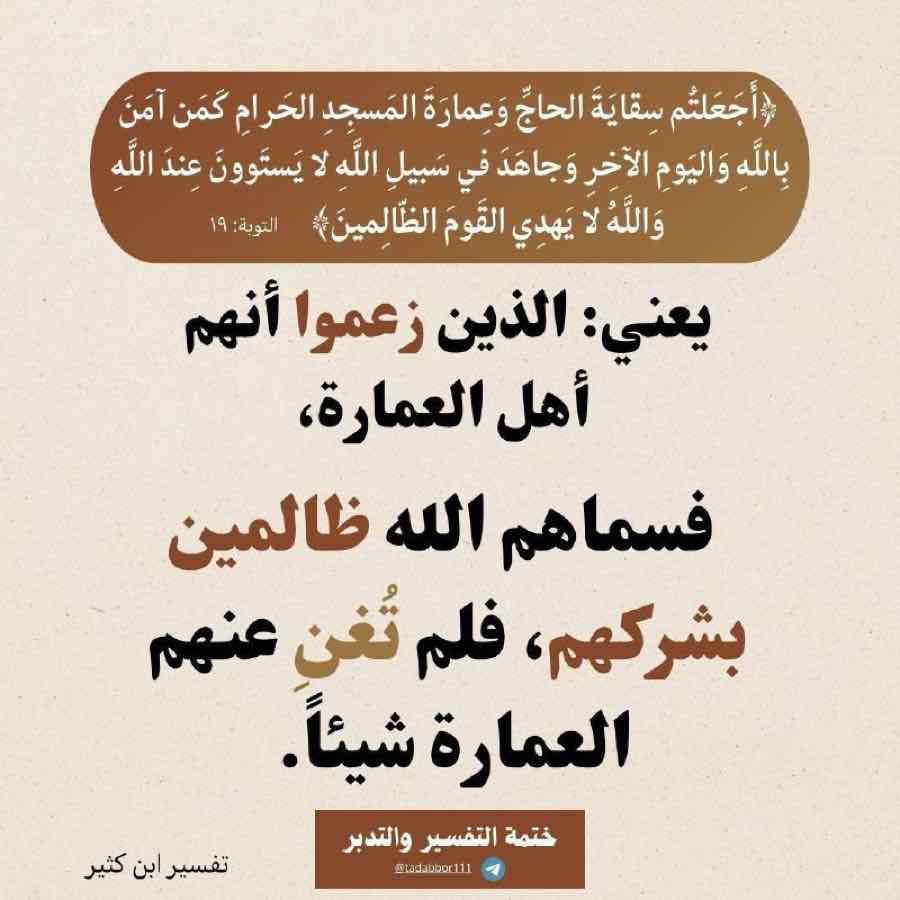 ﴿أَجَعَلتُم سِقايَةَ الحاجِّ وَعِمارَةَ المَسجِدِ الحَرامِ كَمَن آمَنَ
بِاللَّهِ وَاليَومِ الآخِرِ وَجاهَدَ في سَبيلِ اللَّهِ لا يَستَوونَ عِندَ اللَّهِ
وَاللَّهُ لا يَهدِي القَومَ الظّالِمينَ﴾ التوبة: ١٩
يعني: الذين زعموا أنهم
أهل العمارة،
فسماهم الله ظالمين
بشركهم، فلم تُغنِ عنهم
العمارة شيئاً.
ختمة التفسير والتدبر
@tadabbor111
تفسير ابن كثير